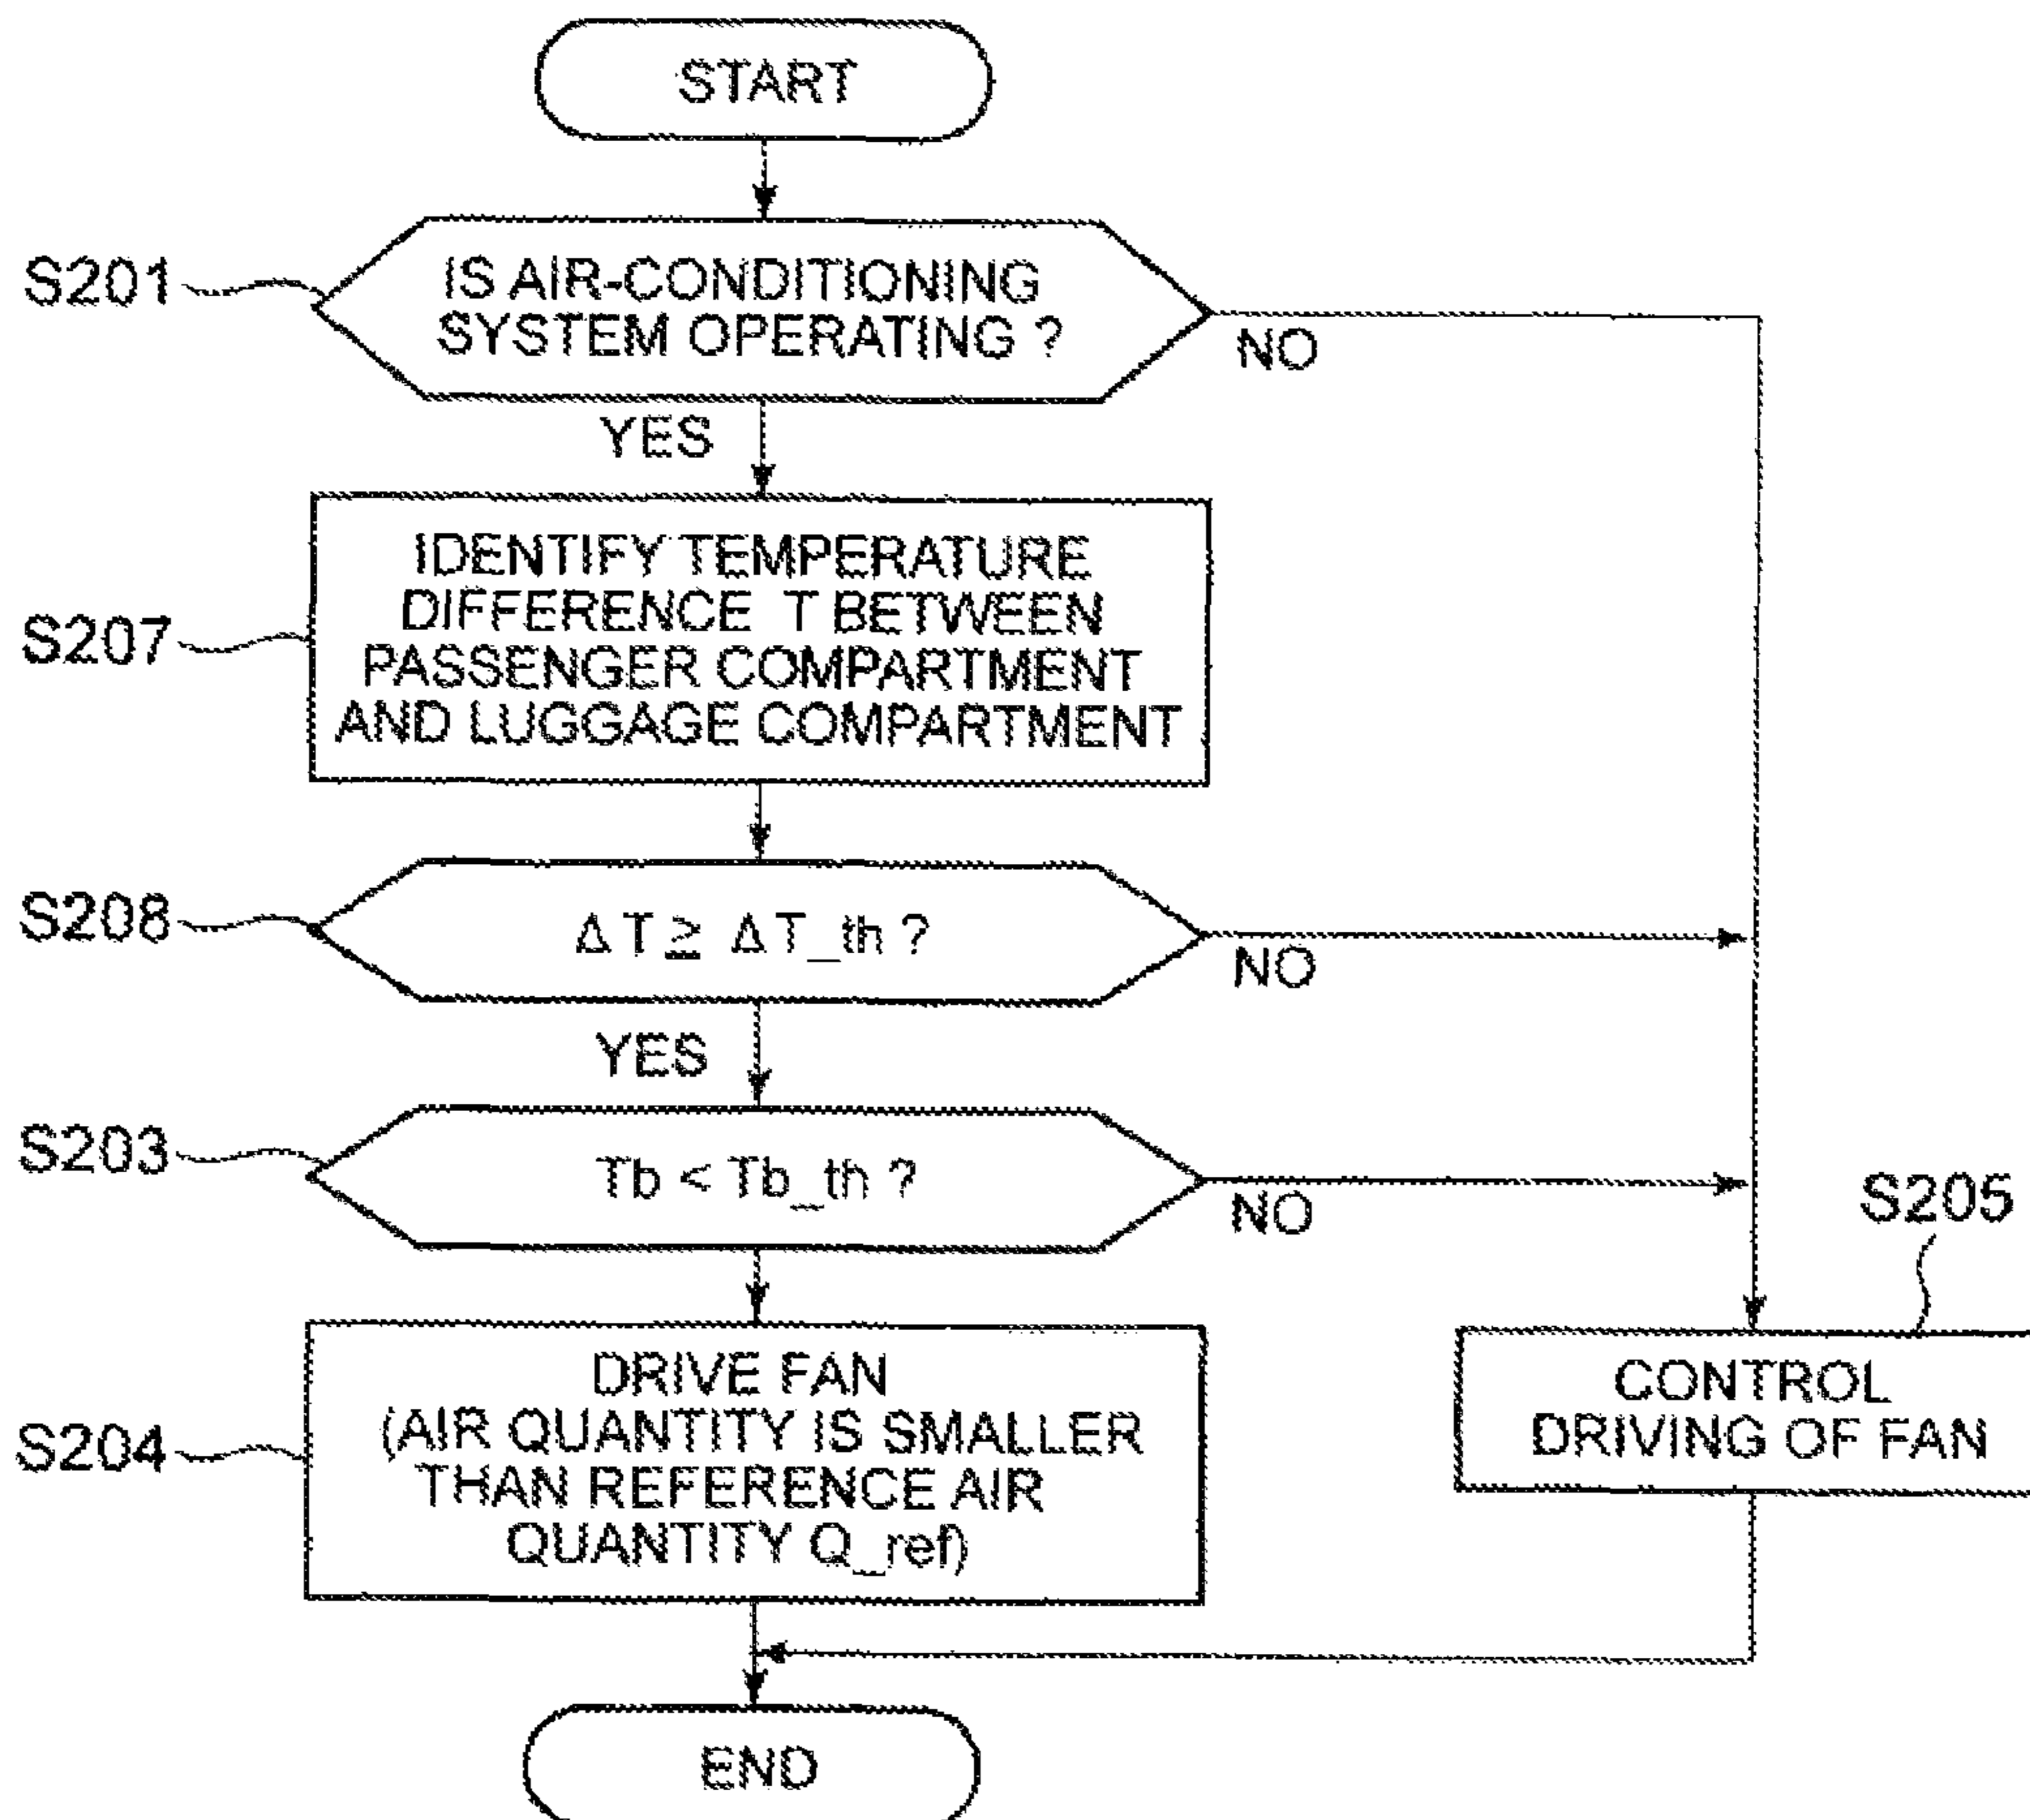 START
S201
IS AIR-CONDITIONING
SYSTEM OPERATING ?
NO
YES
S207
IDENTIFY TEMPERATURE
DIFFERENCE T BETWEEN
PASSENGER COMPARTMENT
AND LUGGAGE COMPARTMENT
S208
Δ T ≧ Δ T_th ?
NO
YES
S203
Tb < Tb_th ?
NO
S205
CONTROL
DRIVING OF FAN
S204
DRIVE FAN
(AIR QUANTITY IS SMALLER
THAN REFERENCE AIR
QUANTITY Q_ref)
END